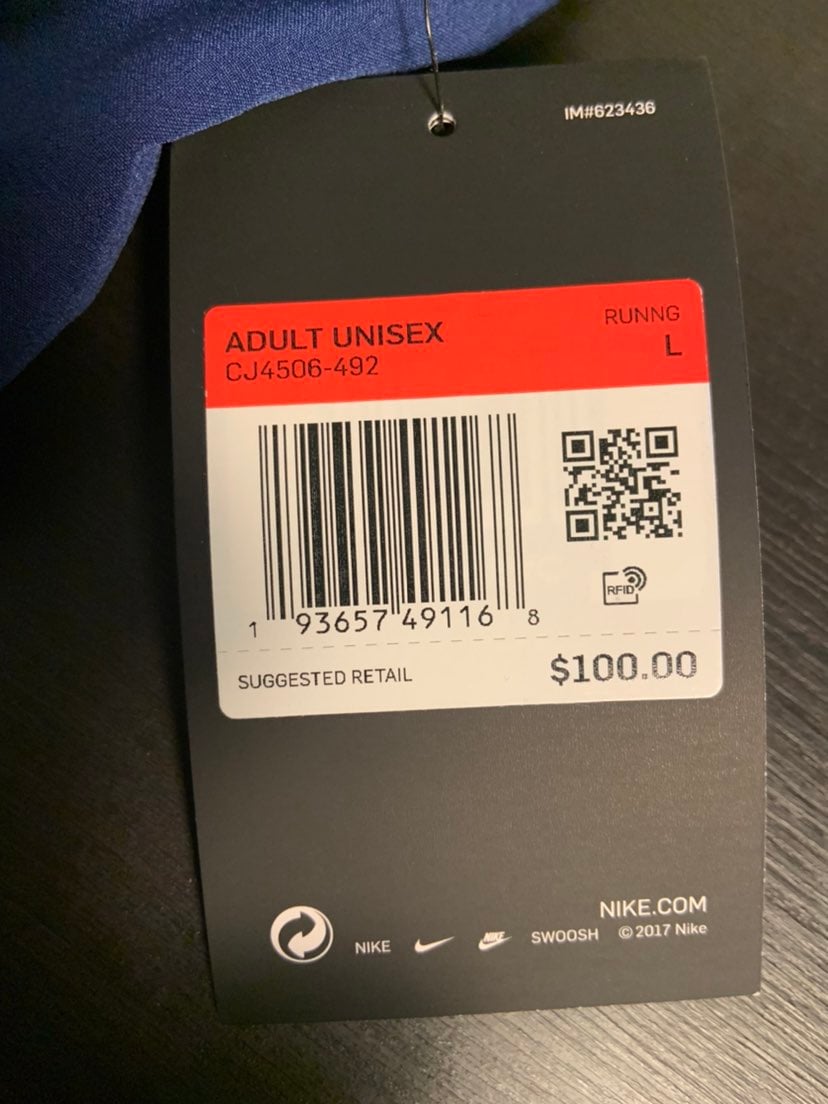 IM#623436
ADULT UNISEX
RUNNG
CJ4506-492
L
RFID
1 93657 49116 8
SUGGESTED RETAIL
$100.00
NIKE.COM
NIKE NIKE SWOOSH © 2017 Nike